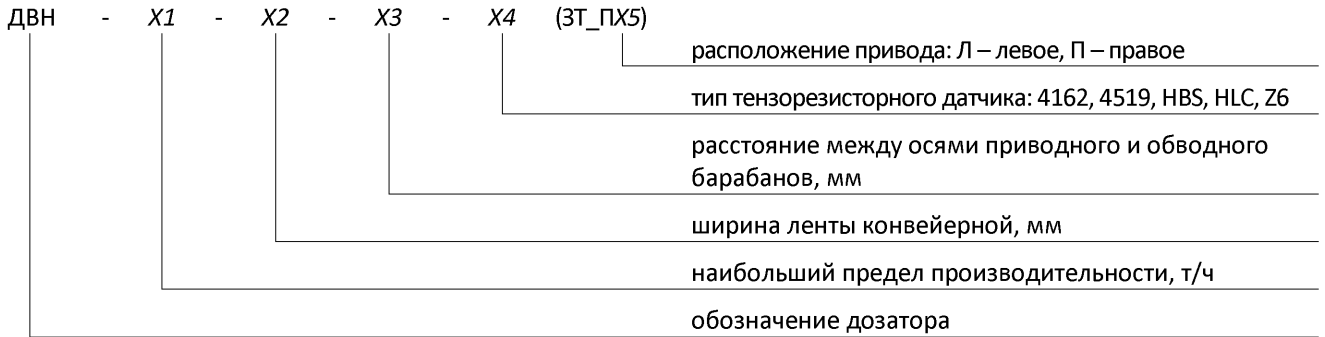 ДВН - X1 - X2 - X3 - X4 (ЗТ_ПX5)
расположение привода: Л – левое, П – правое
тип тензорезисторного датчика: 4162, 4519, HBS, HLC, Z6
расстояние между осями приводного и обводного
барабанов, мм
ширина ленты конвейерной, мм
наибольший предел производительности, т/ч
обозначение дозатора